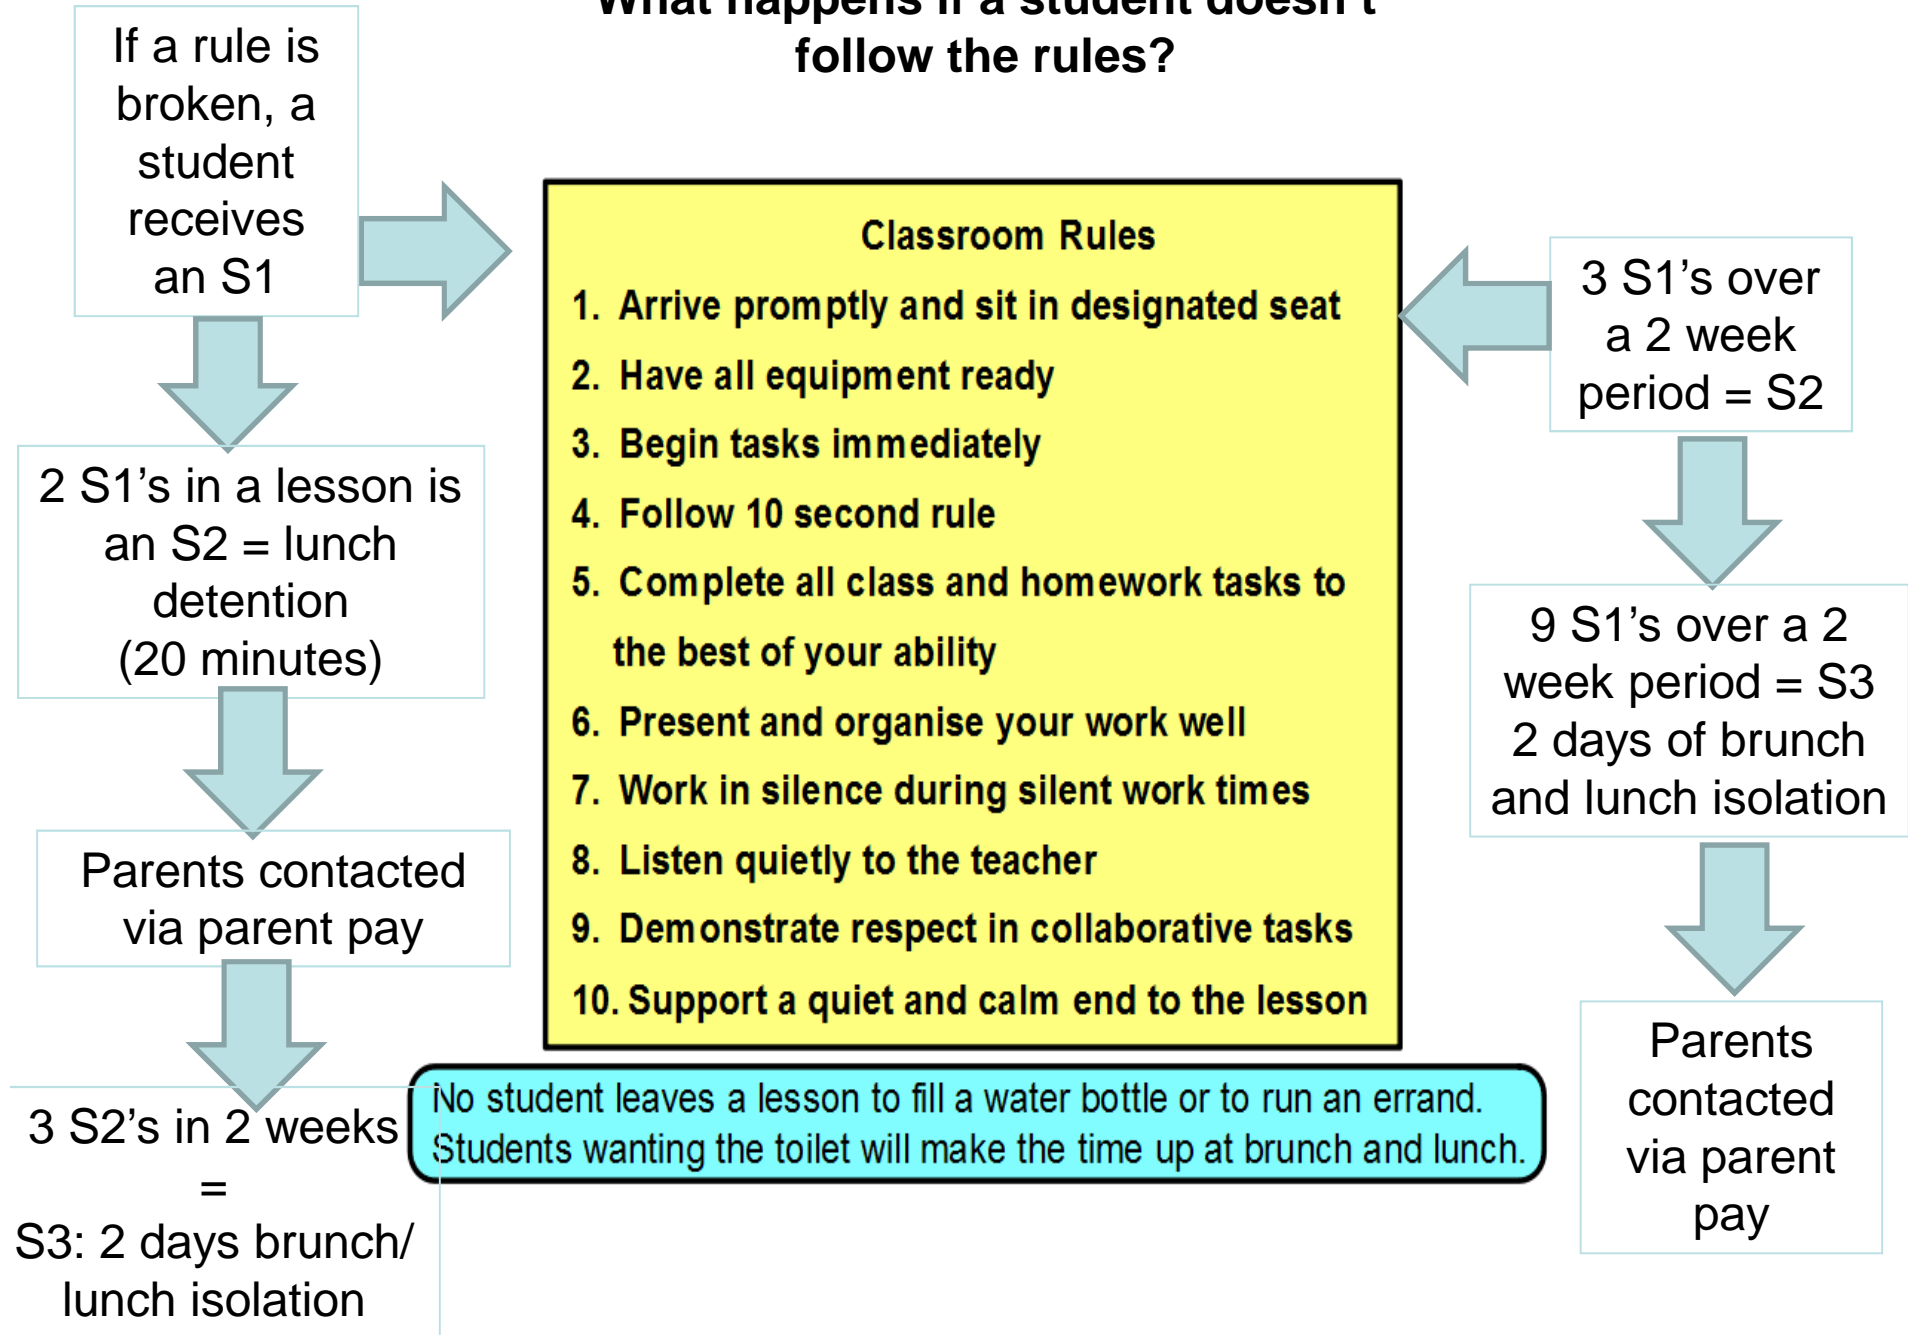 What happens if a student doesn't
follow the rules?
If a rule is
broken, a
student
receives
an S1
2 S1’s in a lesson is
an S2 = lunch
detention
(20 minutes)
Parents contacted
via parent pay
3 S2’s in 2 weeks
=
S3: 2 days brunch/
lunch isolation
Classroom Rules
1. Arrive promptly and sit in designated seat
2. Have all equipment ready
3. Begin tasks immediately
4. Follow 10 second rule
5. Complete all class and homework tasks to
the best of your ability
6. Present and organise your work well
7. Work in silence during silent work times
8. Listen quietly to the teacher
9. Demonstrate respect in collaborative tasks
10. Support a quiet and calm end to the lesson
No student leaves a lesson to fill a water bottle or to run an errand.
Students wanting the toilet will make the time up at brunch and lunch.
3 S1’s over
a 2 week
period = S2
9 S1’s over a 2
week period = S3
2 days of brunch
and lunch isolation
Parents
contacted
via parent
pay